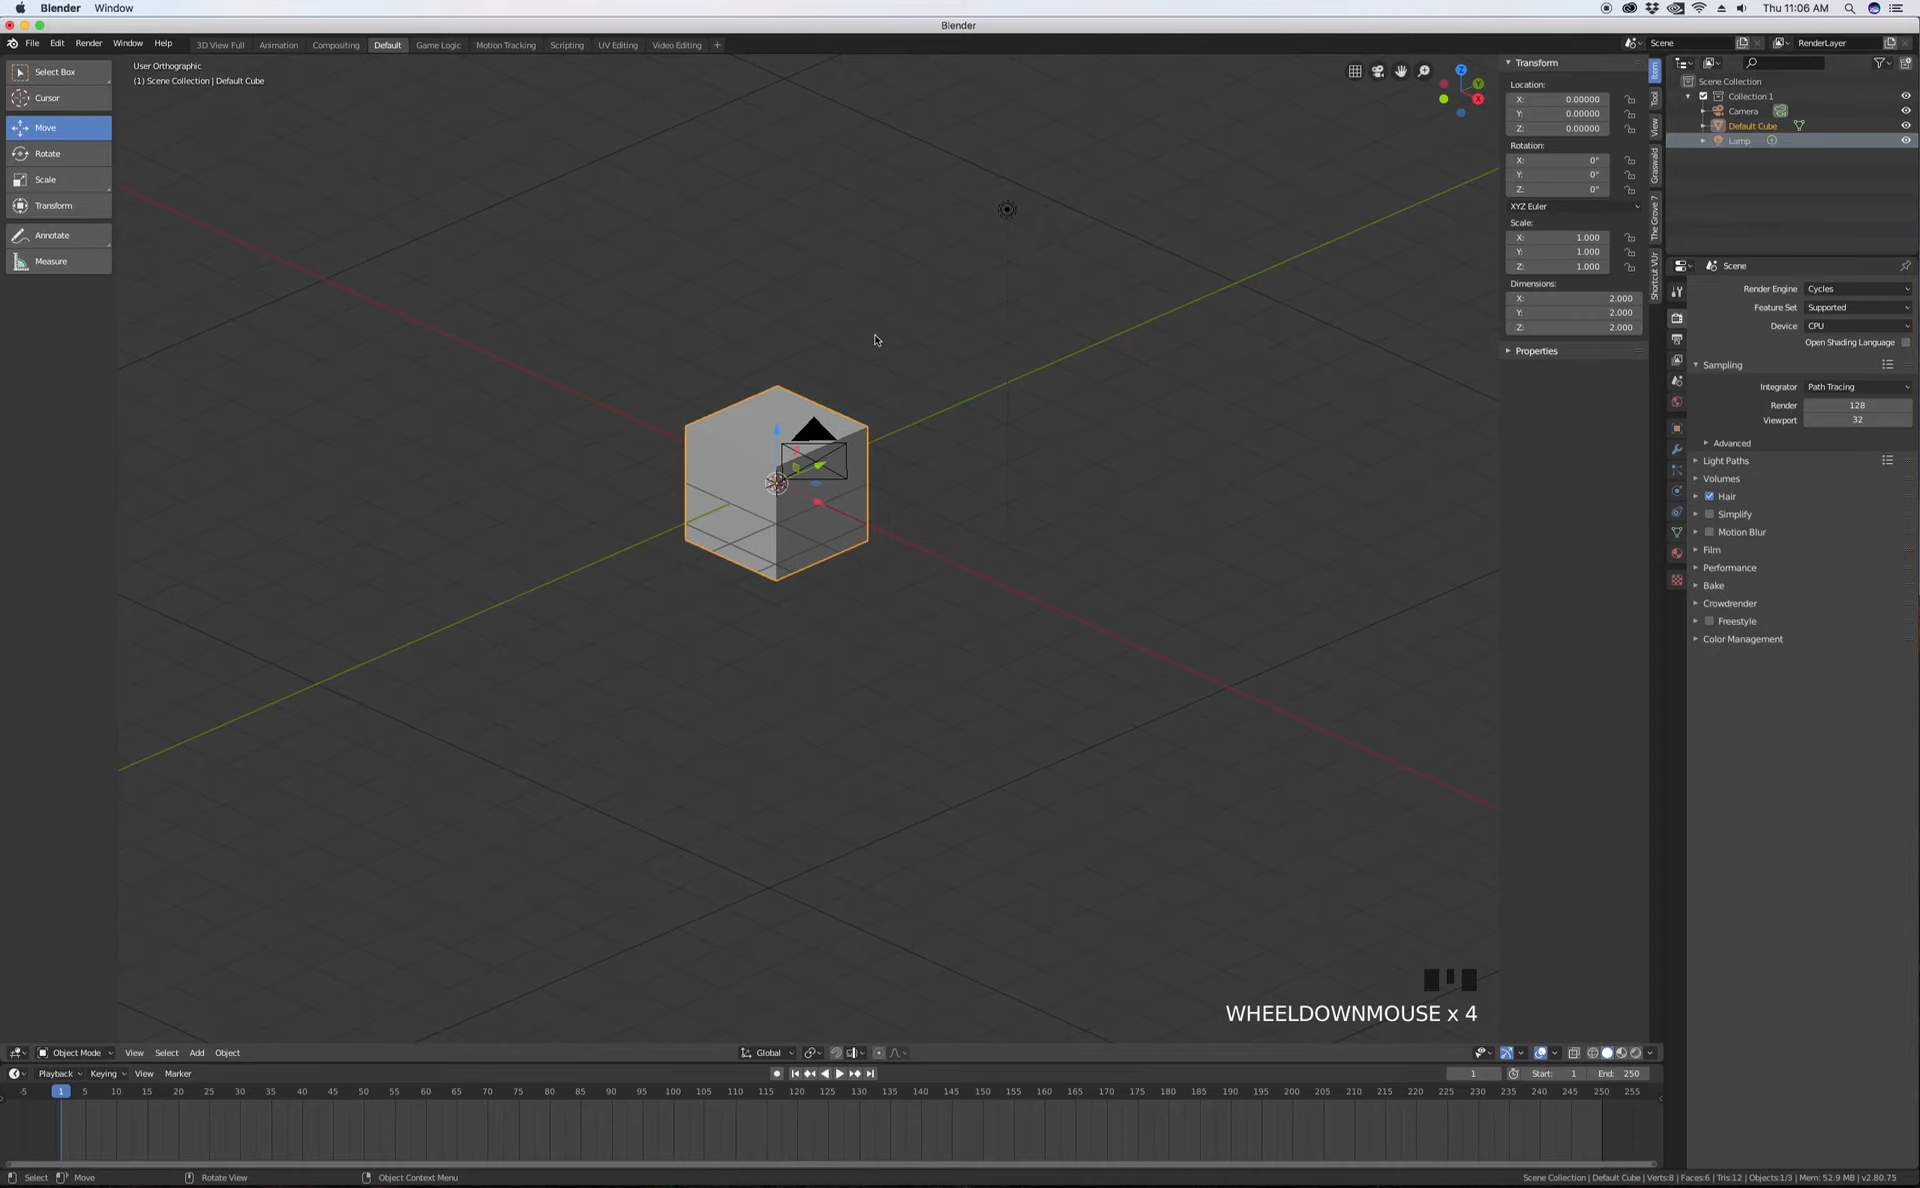 Blender Window Thu 11:06 AM
Blender
File Edit Render Window Help 3D View Full Animation Compositing Default Game Logic Motion Tracking Scripting UV Editing Video Editing + Scene RenderLayer
Select Box
Cursor
Move
Rotate
Scale
Transform
Annotate
Measure
User Orthographic
(1) Scene Collection | Default Cube
Z
Y
X
Transform
Location:
X: 0.00000
Y: 0.00000
Z: 0.00000
Rotation:
X: 0°
Y: 0°
Z: 0°
XYZ Euler
Scale:
X: 1.000
Y: 1.000
Z: 1.000
Dimensions:
X: 2.000
Y: 2.000
Z: 2.000
Properties
Item
Tool
View
Graswald
The Grove 7
Shortcut VUr
Scene Collection
Collection 1
Camera
Default Cube
Lamp
Scene
Render Engine Cycles
Feature Set Supported
Device CPU
Open Shading Language
Sampling
Integrator Path Tracing
Render 128
Viewport 32
Advanced
Light Paths
Volumes
Hair
Simplify
Motion Blur
Film
Performance
Bake
Crowdrender
Freestyle
Color Management
WHEELDOWNMOUSE x 4
Object Mode View Select Add Object Global
Playback Keying View Marker 1 Start: 1 End: 250
-5 1 5 10 15 20 25 30 35 40 45 50 55 60 65 70 75 80 85 90 95 100 105 110 115 120 125 130 135 140 145 150 155 160 165 170 175 180 185 190 195 200 205 210 215 220 225 230 235 240 245 250 255
Select Move Rotate View Object Context Menu Scene Collection | Default Cube | Verts:8 | Faces:6 | Tris:12 | Objects:1/3 | Mem: 52.9 MB | v2.80.75